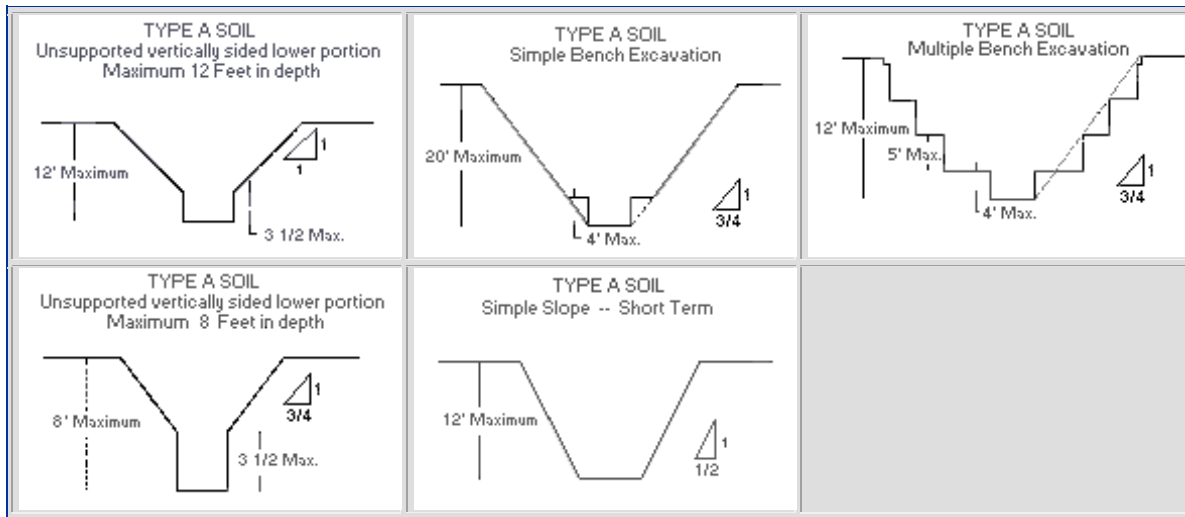 TYPE A SOIL
Unsupported vertically sided lower portion
Maximum 12 Feet in depth
12' Maximum
1
1
3 1/2 Max.
TYPE A SOIL
Simple Bench Excavation
20' Maximum
1
3/4
4' Max.
TYPE A SOIL
Multiple Bench Excavation
12' Maximum
5' Max.
1
3/4
4' Max.
TYPE A SOIL
Unsupported vertically sided lower portion
Maximum 8 Feet in depth
8' Maximum
1
3/4
3 1/2 Max.
TYPE A SOIL
Simple Slope -- Short Term
12' Maximum
1
1/2